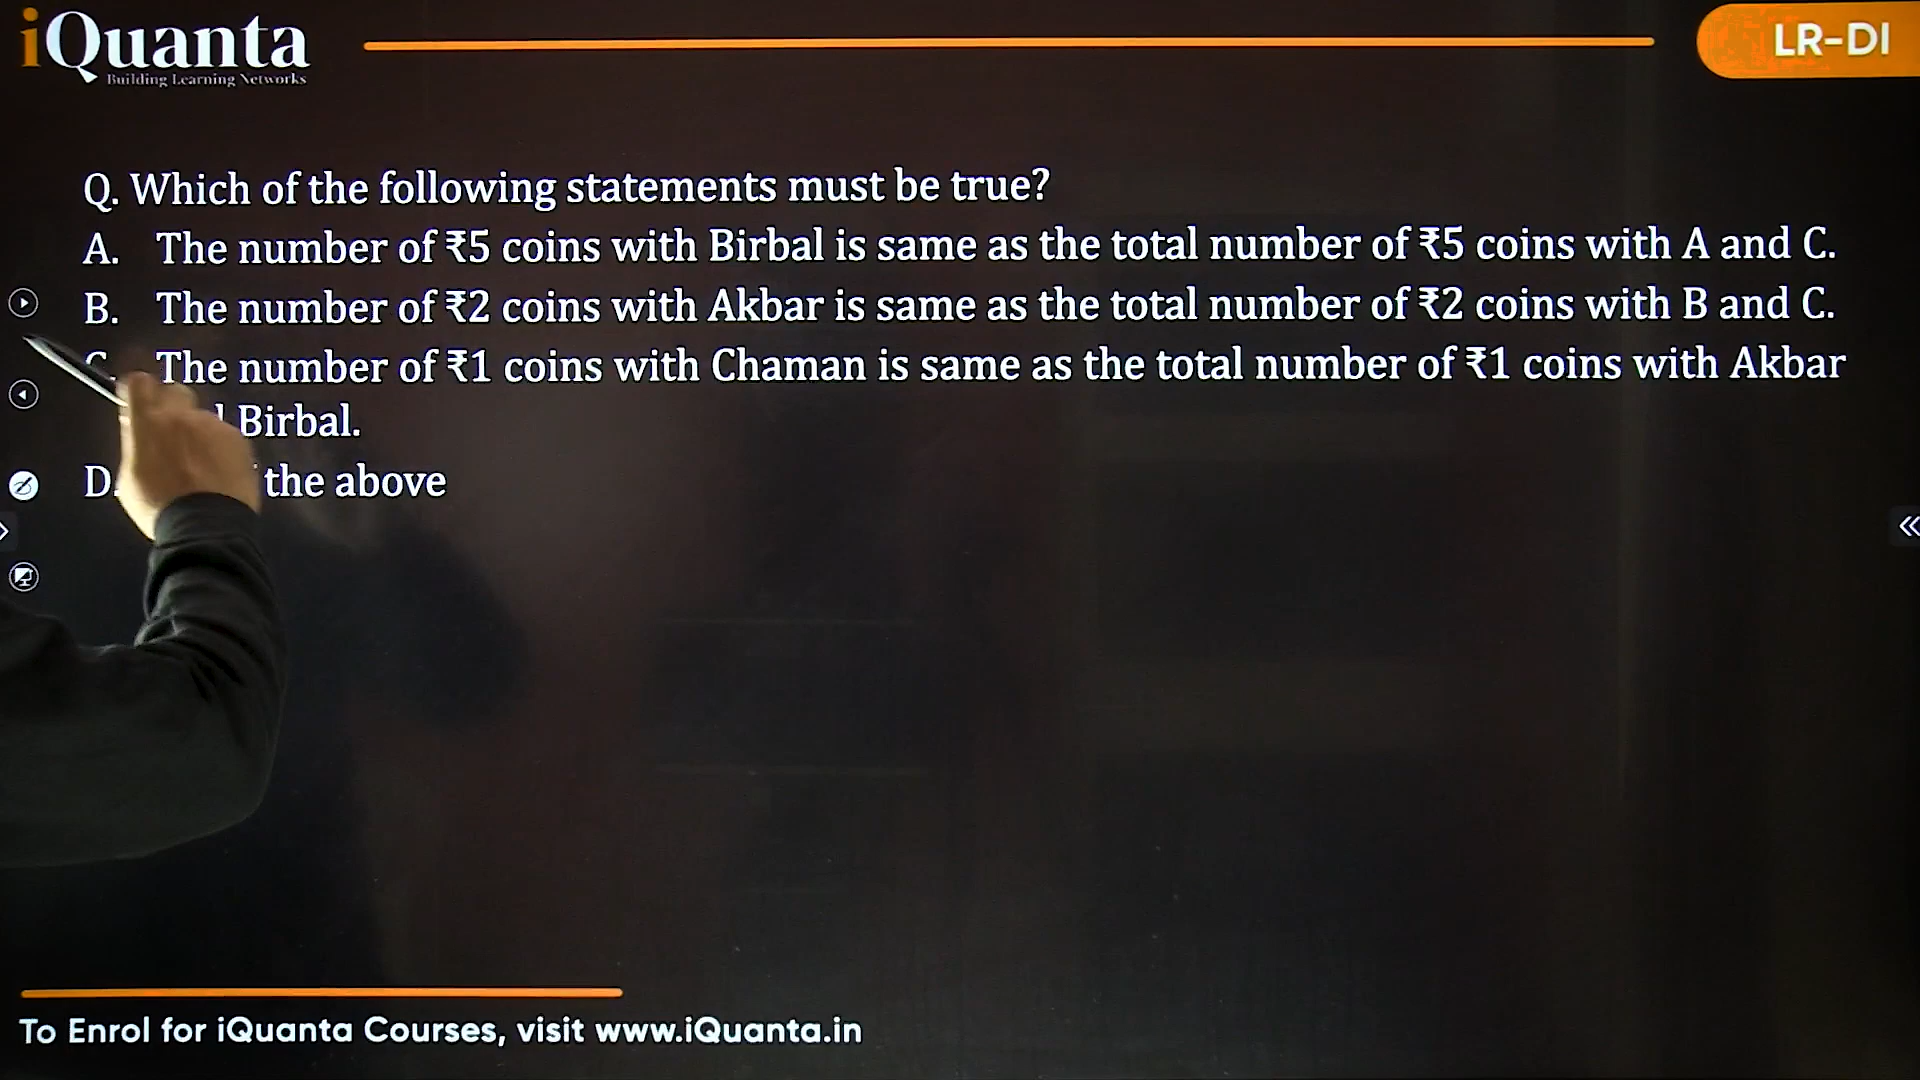 iQuanta
Building Learning Networks
LR-DI
Q. Which of the following statements must be true?
A. The number of ₹5 coins with Birbal is same as the total number of ₹5 coins with A and C.
B. The number of ₹2 coins with Akbar is same as the total number of ₹2 coins with B and C.
C. The number of ₹1 coins with Chaman is same as the total number of ₹1 coins with Akbar
Birbal.
D. the above
To Enrol for iQuanta Courses, visit www.iQuanta.in